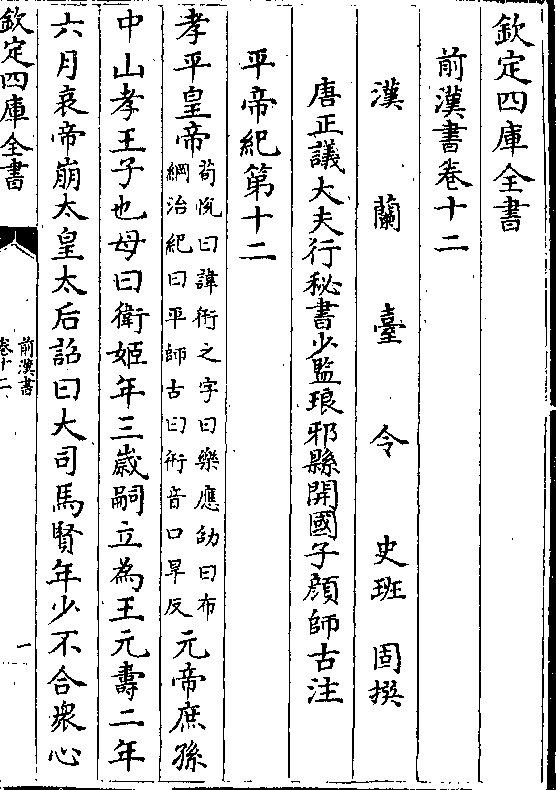 欽定四庫全書
前漢書卷十二
漢蘭臺令史班固撰
唐正議大夫行秘書少監琅邪縣開國子顔師古注
平帝紀第十二
孝平皇帝
荀恱曰諱衎之字曰樂應劭曰布
綱治紀曰平師古曰衎音口旱反
元帝庶孫
中山孝王子也母曰衛姬年三歲嗣立為王元壽二年
六月哀帝崩太皇太后詔曰大司馬賢年少不合衆心
欽定四庫全書
前漢書
卷十二
一